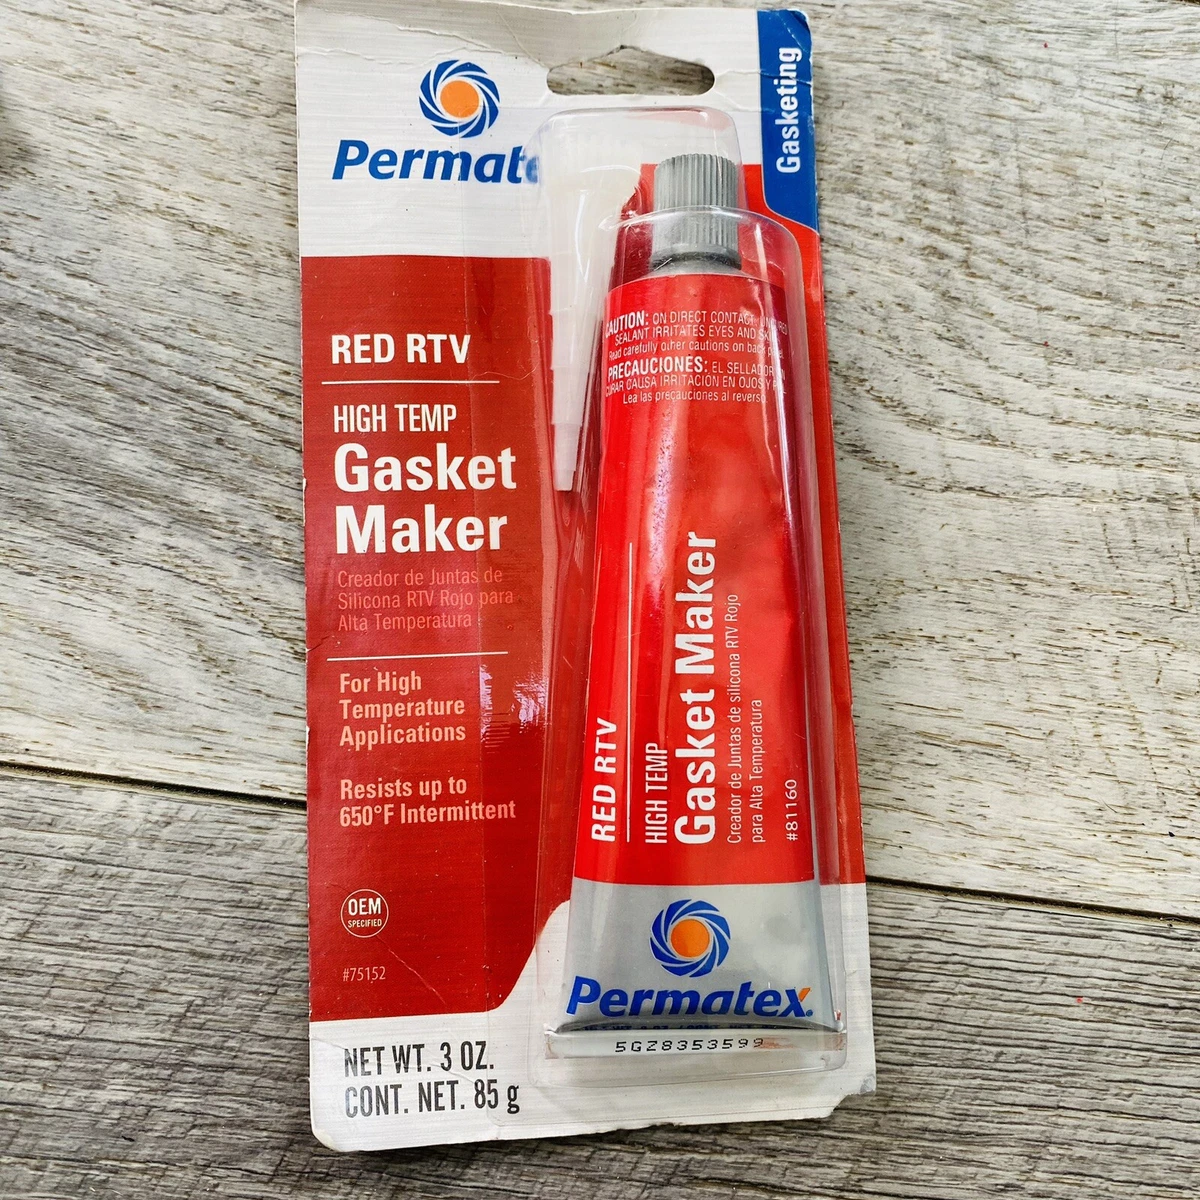 Permate
Gasketing
RED RTV
HIGH TEMP
Gasket
Maker
Creador de Juntas de
Silicona RTV Rojo para
Alta Temperatura
For High
Temperature
Applications
Resists up to
650°F Intermittent
OEM
SPECIFIED
#75152
NET WT. 3 OZ.
CONT. NET. 85 g
CAUTION: ON DIRECT CONTACT
SEALANT IRRITATES EYES AND
Read carefully other cautions on back
PRECAUCIONES: EL SELLADOR
CURAR CAUSA IRRITACIÓN EN OJOS Y
Lea las precauciones al reverso.
RED RTV
HIGH TEMP
Gasket Maker
Creador de Juntas de silicona RTV Rojo
para Alta Temperatura
#81160
Permatex.
5GZ8353599